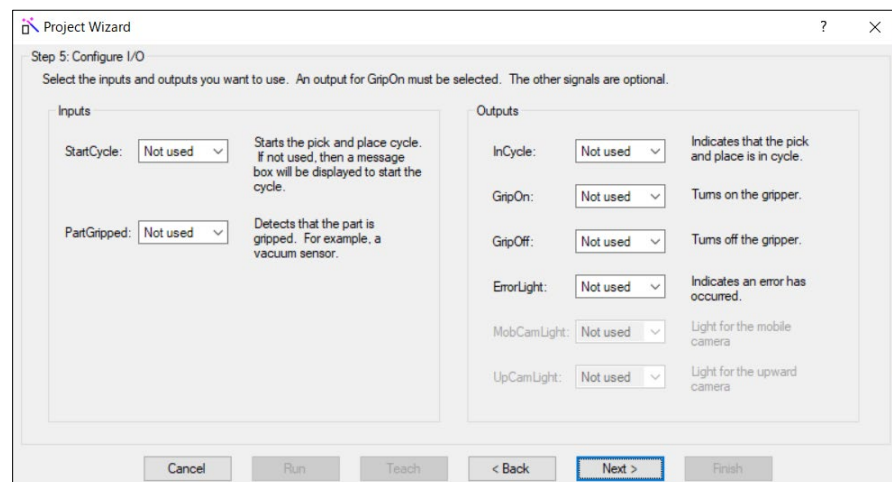 Project Wizard
?
Step 5: Configure I/O
Select the inputs and outputs you want to use. An output for GripOn must be selected. The other signals are optional.
Inputs
StartCycle: Not used
Starts the pick and place cycle.
If not used, then a message
box will be displayed to start the
cycle.
PartGripped: Not used
Detects that the part is
gripped. For example, a
vacuum sensor.
Outputs
InCycle: Not used
Indicates that the pick
and place is in cycle.
GripOn: Not used
Turns on the gripper.
GripOff: Not used
Turns off the gripper.
ErrorLight: Not used
Indicates an error has
occurred.
MobCamLight: Not used
Light for the mobile
camera
UpCamLight: Not used
Light for the upward
camera
Cancel
Run
Teach
< Back
Next >
Finish